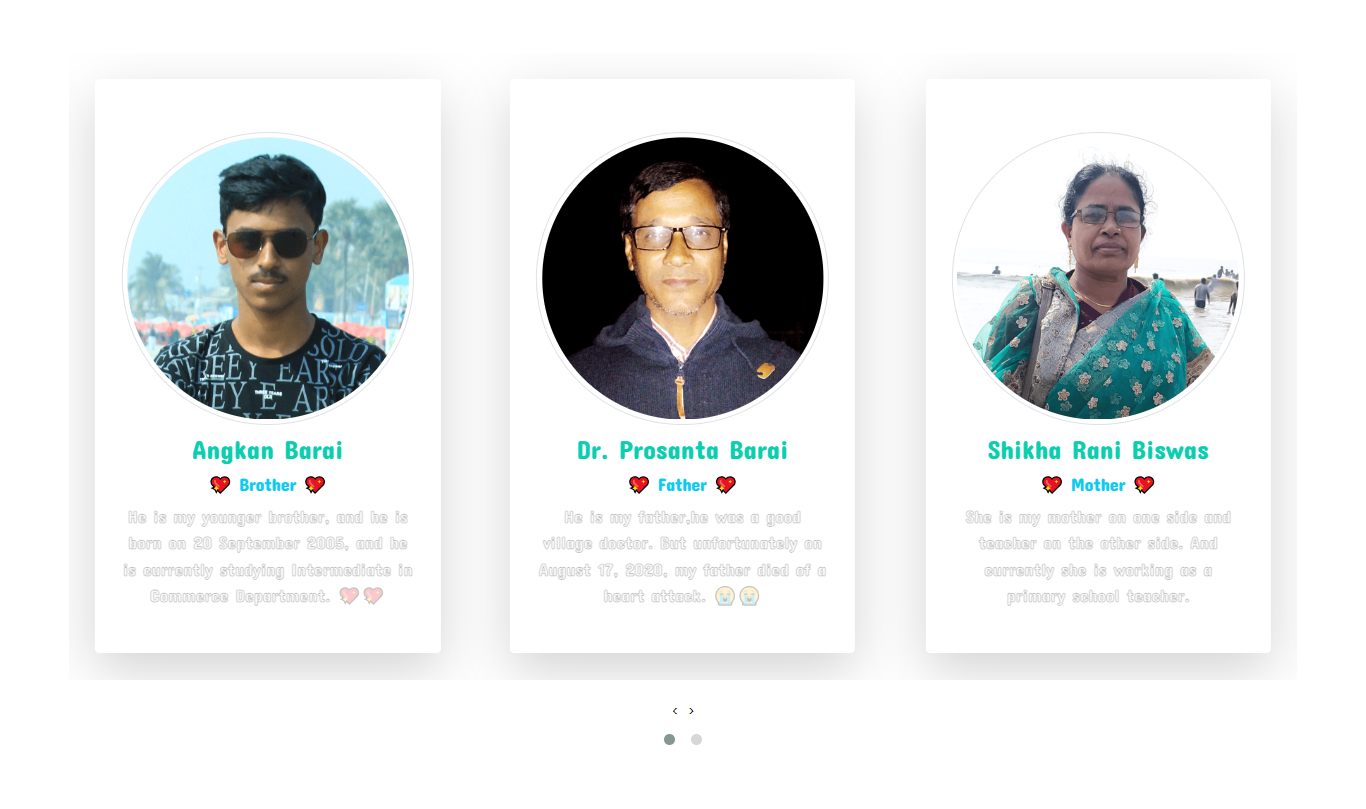 Angkan Barai
💖 Brother 💖
He is my younger brother, and he is
born on 20 September 2005, and he
is currently studying Intermediate in
Commerse Department. 💖💖
Dr. Prosanta Barai
💖 Father 💖
He is my father,he was a good
village doctor. But unfortunately on
August 17, 2020, my father died of a
heart attack. 😭😭
Shikha Rani Biswas
💖 Mother 💖
She is my mother on one side and
teacher on the other side. And
currently she is working as a
primary school teacher.
‹ ›